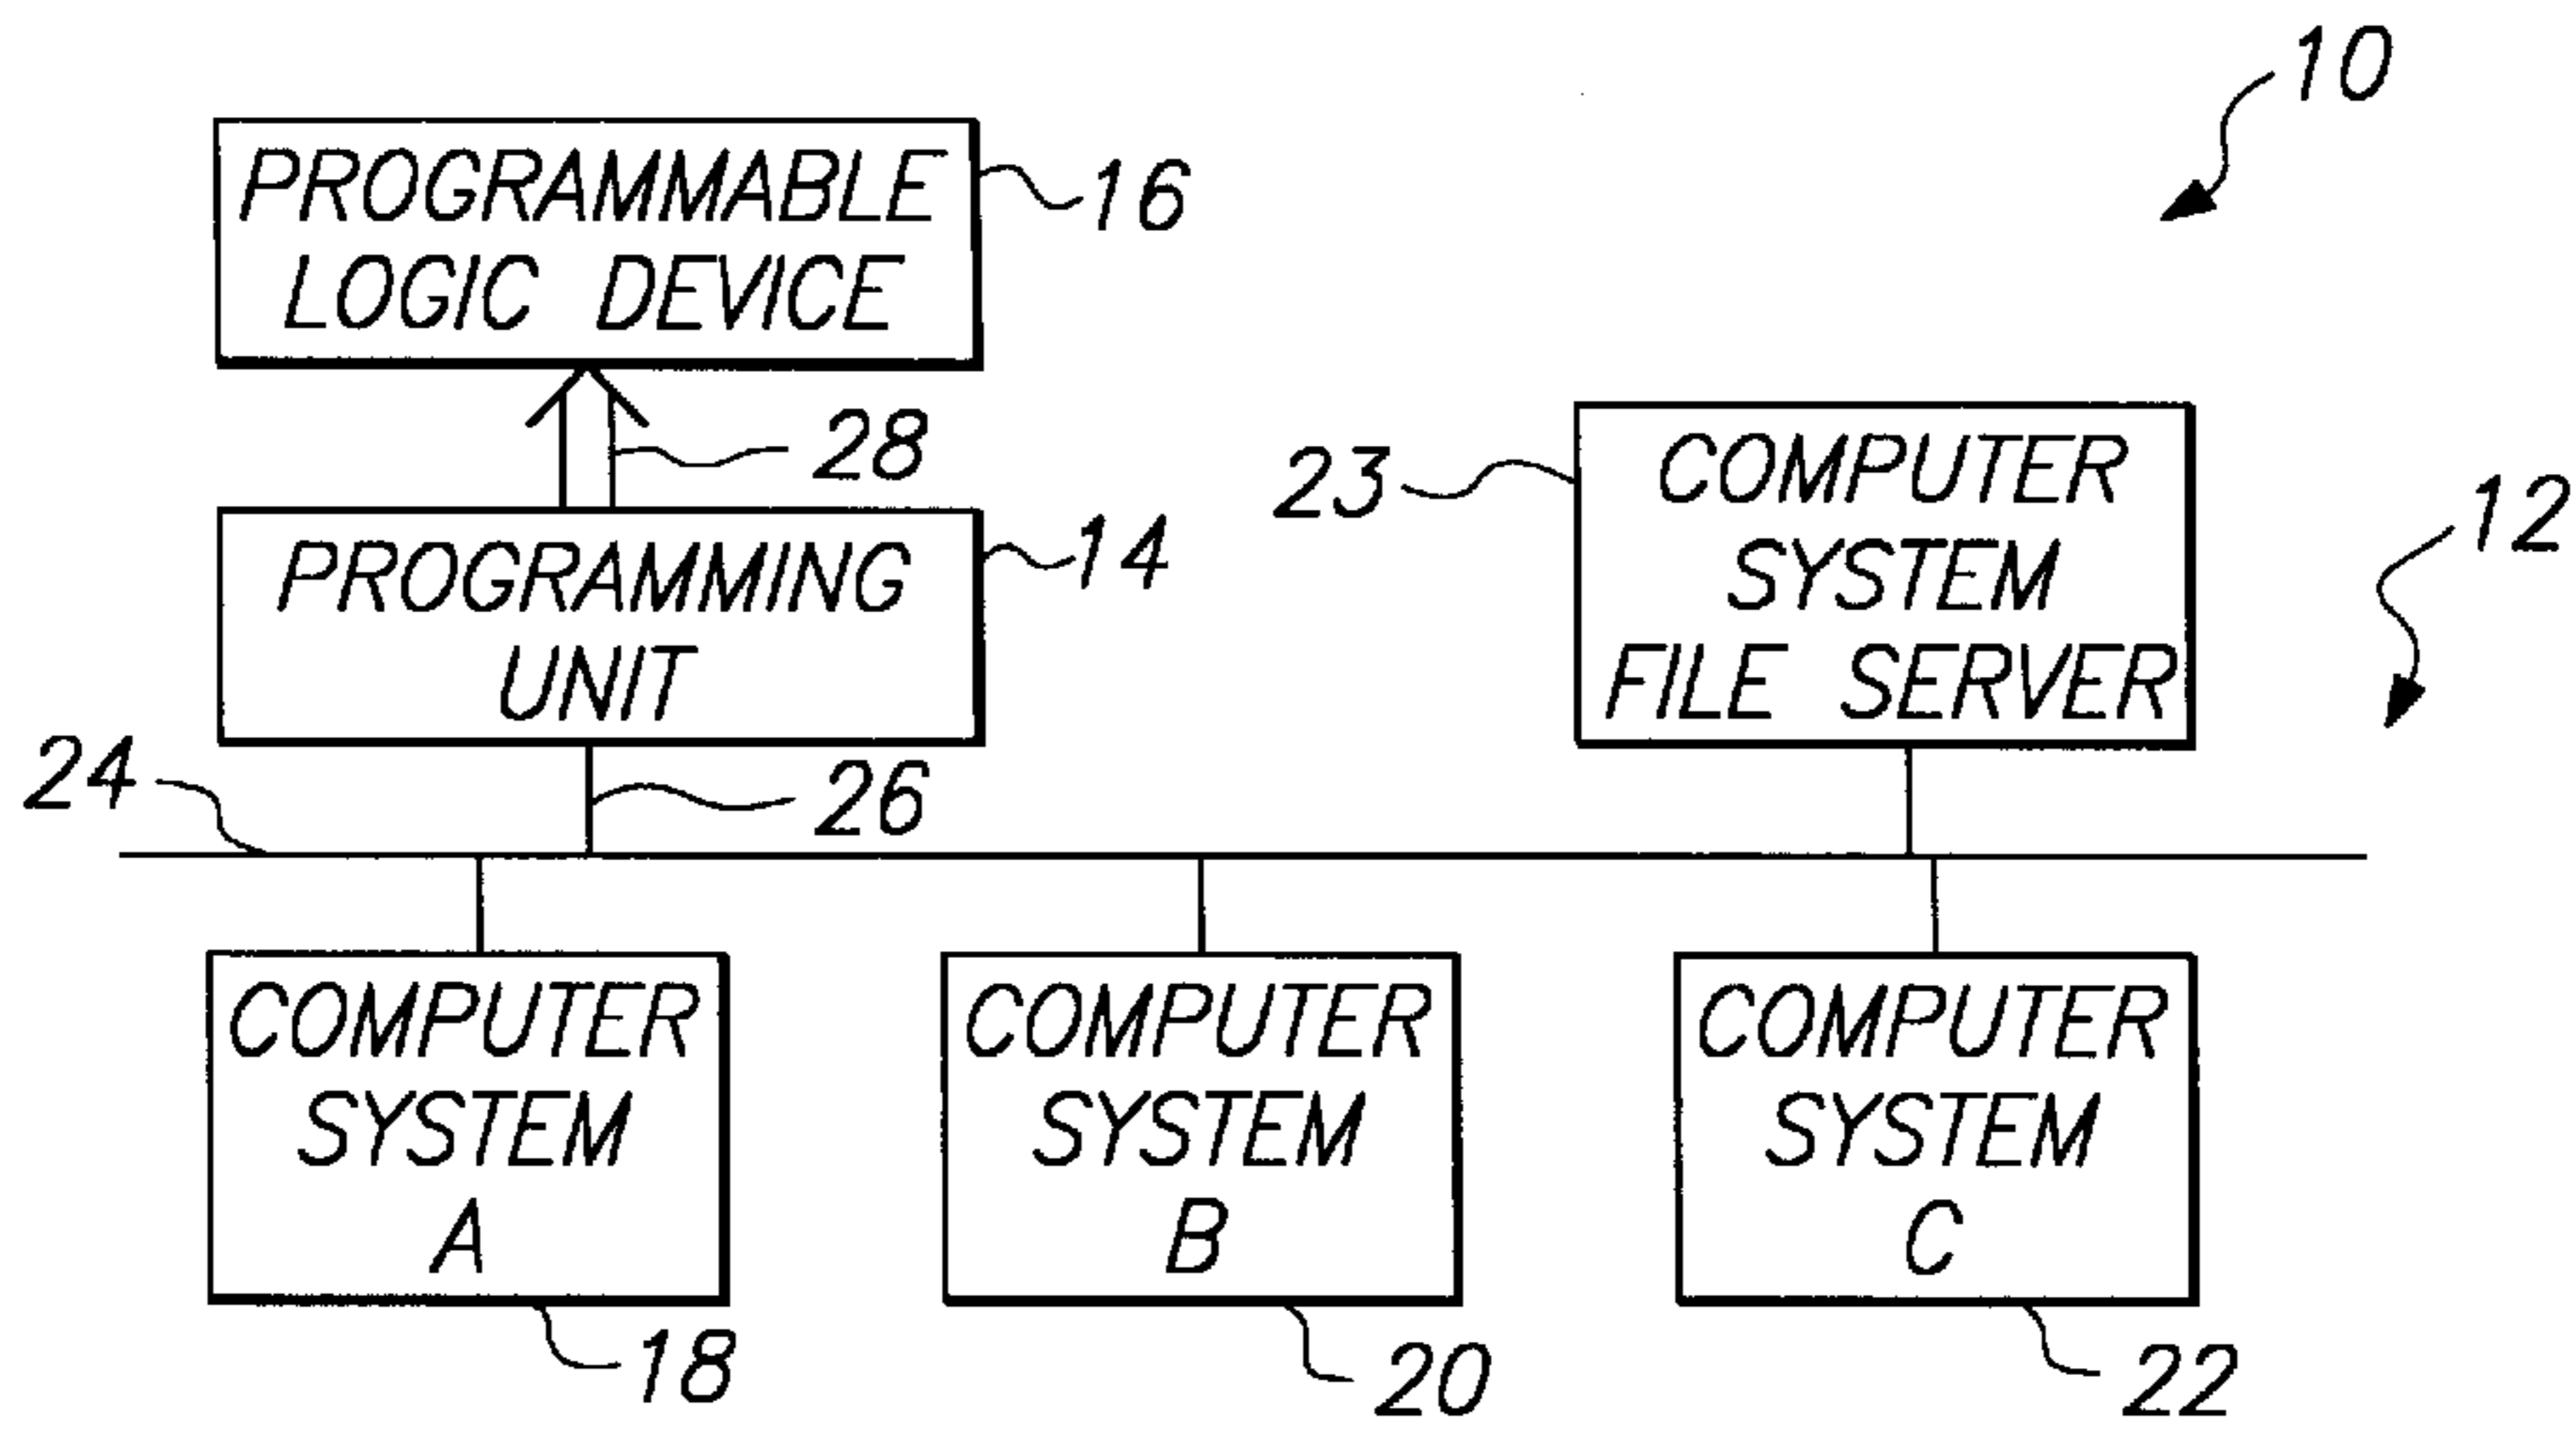 10
PROGRAMMABLE
LOGIC DEVICE
16
28
PROGRAMMING
UNIT
14
23
COMPUTER
SYSTEM
FILE SERVER
12
24
26
COMPUTER
SYSTEM
A
18
COMPUTER
SYSTEM
B
20
COMPUTER
SYSTEM
C
22